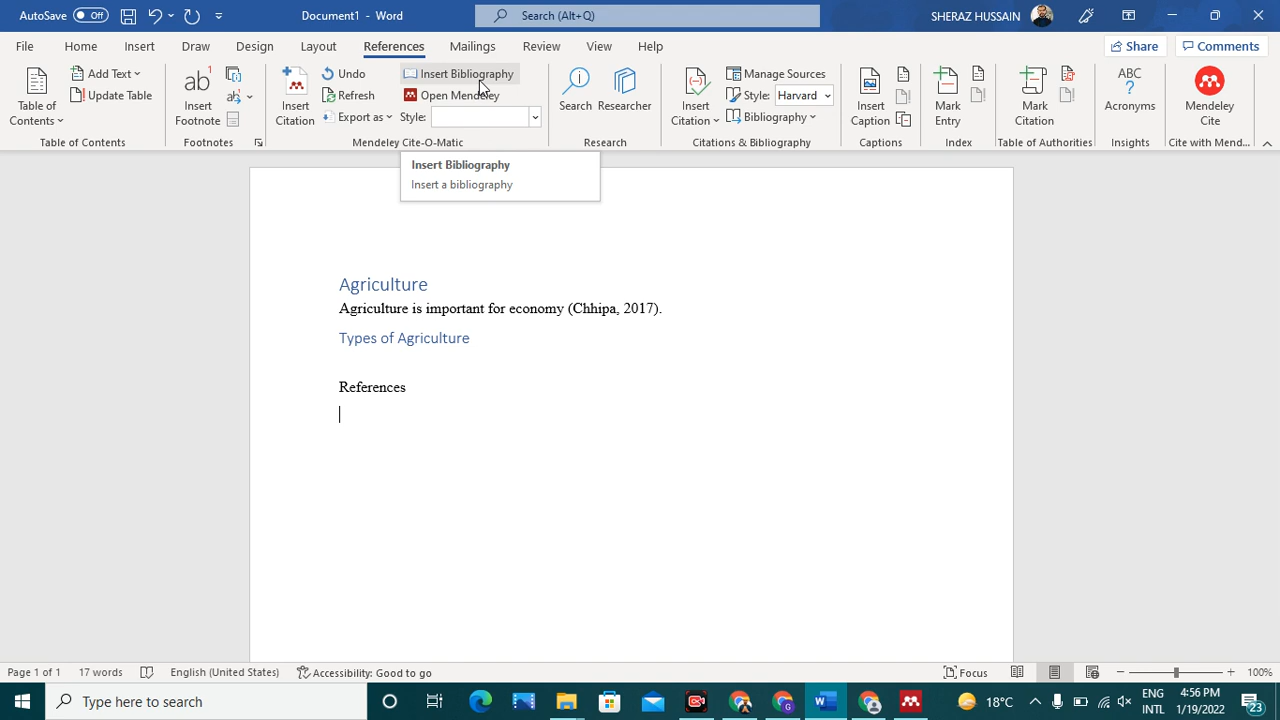 AutoSave Off
Document1 - Word
Search (Alt+Q)
SHERAZ HUSSAIN
File Home Insert Draw Design Layout References Mailings Review View Help
Share Comments
Table of Contents
Add Text
Update Table
Table of Contents
ab 1
Insert Footnote
ab
Footnotes
Insert Citation
Undo
Refresh
Export as
Insert Bibliography
Open Mendeley
Style:
Mendeley Cite-O-Matic
Search
Researcher
Research
Insert Citation
Manage Sources
Style: Harvard
Bibliography
Citations & Bibliography
Insert Caption
Captions
Mark Entry
Index
Mark Citation
Table of Authorities
ABC
?
Acronyms
Insights
Mendeley Cite
Cite with Mend...
Insert Bibliography
Insert a bibliography
Agriculture
Agriculture is important for economy (Chhipa, 2017).
Types of Agriculture
References
Page 1 of 1 17 words English (United States) Accessibility: Good to go Focus 100%
Type here to search
18°C
ENG
INTL
4:56 PM
1/19/2022
23